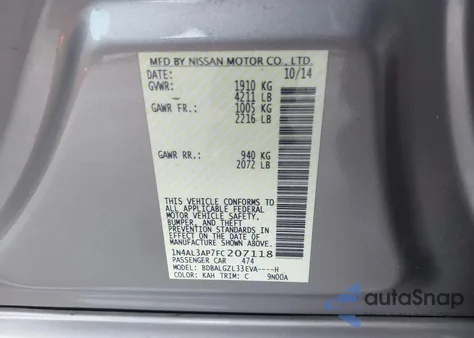 MFD BY NISSAN MOTOR CO., LTD.
DATE: 10/14
GVWR: 1910 KG
4211 LB
GAWR FR.: 1005 KG
2216 LB
GAWR RR.: 940 KG
2072 LB
THIS VEHICLE CONFORMS TO
ALL APPLICABLE FEDERAL
MOTOR VEHICLE SAFETY,
BUMPER, AND THEFT
PREVENTION STANDARDS IN
EFFECT ON THE DATE OF
MANUFACTURE SHOWN ABOVE.
1N4AL3AP7FC207118
PASSENGER CAR 474
MODEL: BDBALGZL33EVA----H
COLOR: KAH TRIM: C 9N00A
autoSnap
Powered by